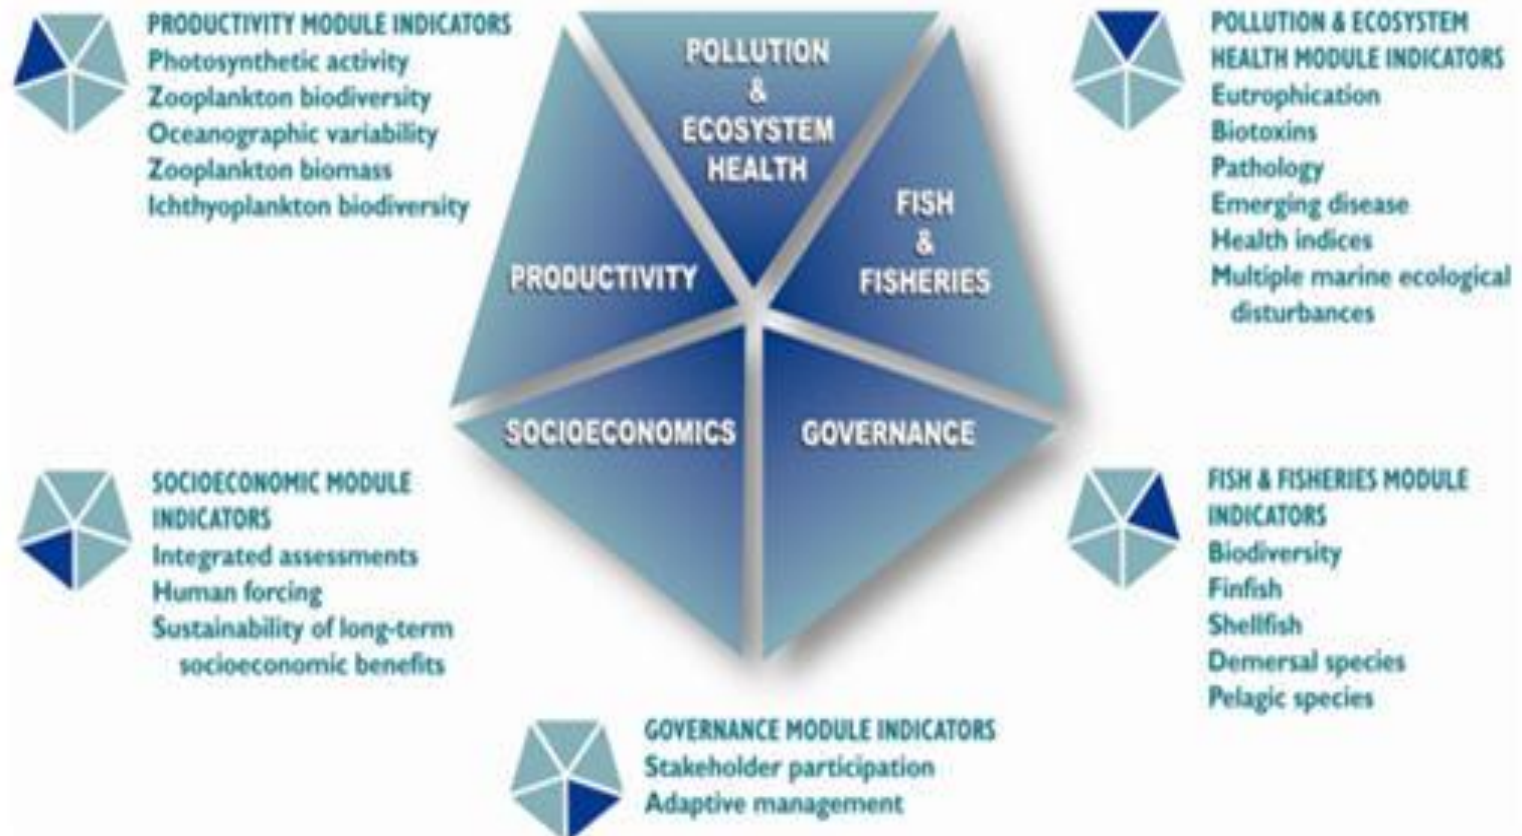 PRODUCTIVITY MODULE INDICATORS
Photosynthetic activity
Zooplankton biodiversity
Oceanographic variability
Zooplankton biomass
Ichthyoplankton biodiversity
POLLUTION
&
ECOSYSTEM
HEALTH
FISH
&
FISHERIES
PRODUCTIVITY
SOCIOECONOMICS
GOVERNANCE
POLLUTION & ECOSYSTEM
HEALTH MODULE INDICATORS
Eutrophication
Biotoxins
Pathology
Emerging disease
Health indices
Multiple marine ecological
disturbances
SOCIOECONOMIC MODULE
INDICATORS
Integrated assessments
Human forcing
Sustainability of long-term
socioeconomic benefits
FISH & FISHERIES MODULE
INDICATORS
Biodiversity
Finfish
Shellfish
Demersal species
Pelagic species
GOVERNANCE MODULE INDICATORS
Stakeholder participation
Adaptive management